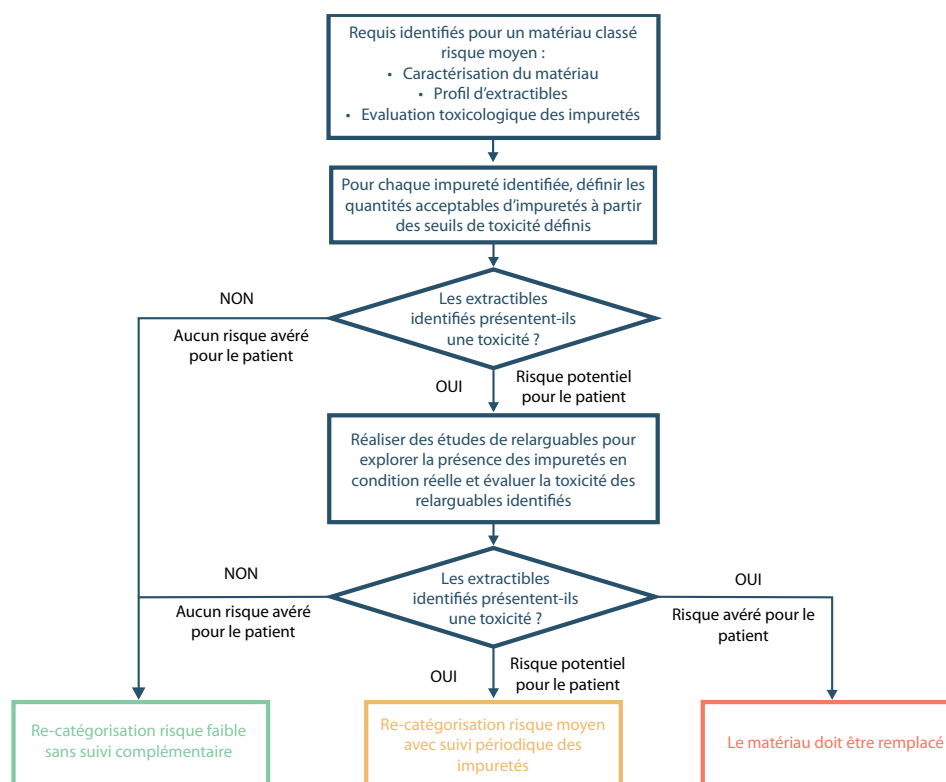 Requis identifiés pour un matériau classé
risque moyen :
• Caractérisation du matériau
• Profil d'extractibles
• Evaluation toxicologique des impuretés
Pour chaque impureté identifiée, définir les
quantités acceptables d'impuretés à partir
des seuils de toxicité définis
Les extractibles
identifiés présentent-ils
une toxicité ?
NON
Aucun risque avéré
pour le patient
OUI
Risque potentiel
pour le patient
Réaliser des études de relarguables pour
explorer la présence des impuretés en
condition réelle et évaluer la toxicité des
relarguables identifiés
Les extractibles
identifiés présentent-ils
une toxicité ?
NON
Aucun risque avéré
pour le patient
OUI
Risque avéré pour le
patient
OUI
Risque potentiel
pour le patient
Re-catégorisation risque faible
sans suivi complémentaire
Re-catégorisation risque moyen
avec suivi périodique des
impuretés
Le matériau doit être remplacé